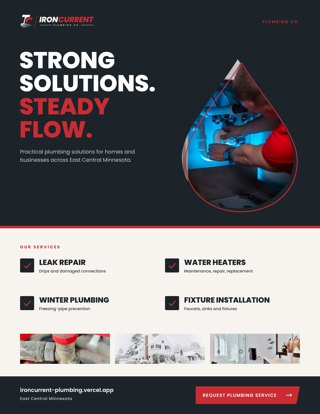 IRONCURRENT
PLUMBING CO.
PLUMBING CO.
STRONG
SOLUTIONS.
STEADY
FLOW.
Practical plumbing solutions for homes and
businesses across East Central Minnesota.
OUR SERVICES
LEAK REPAIR
Drips and damaged connections
WATER HEATERS
Maintenance, repair, replacement
WINTER PLUMBING
Freezing-pipe prevention
FIXTURE INSTALLATION
Faucets, sinks and fixtures
ironcurrent-plumbing.vercel.app
East Central Minnesota
REQUEST PLUMBING SERVICE →